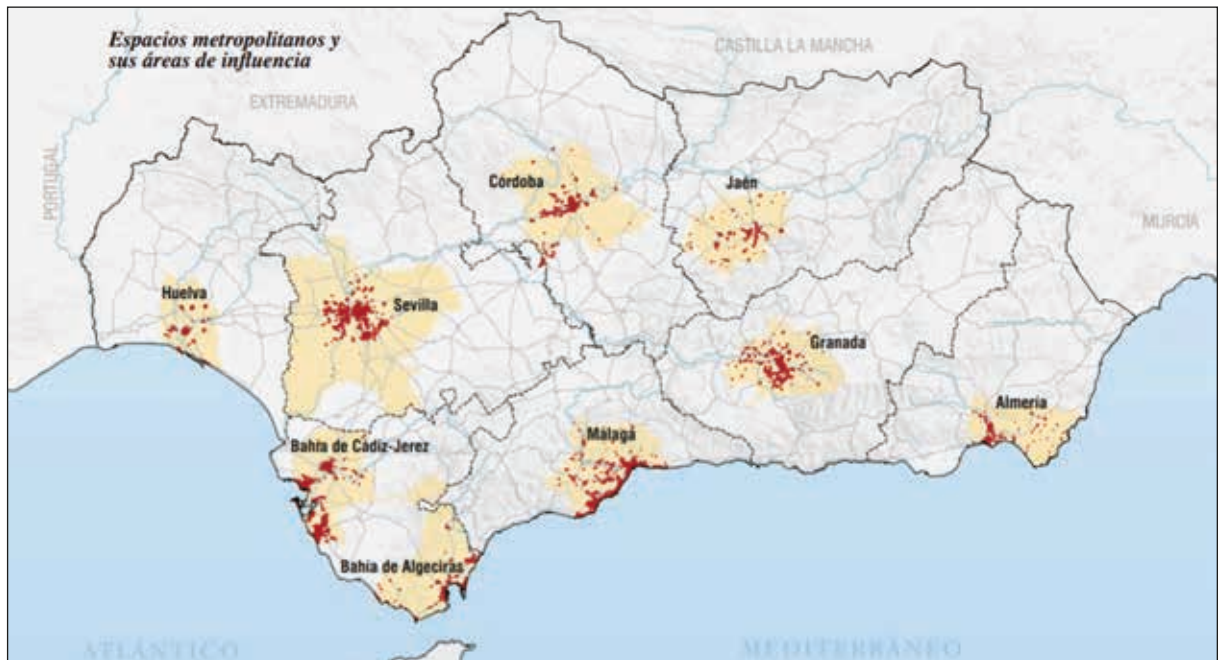 Espacios metropolitanos y
sus áreas de influencia
CASTILLA LA MANCHA
EXTREMADURA
PORTUGAL
Córdoba
Jaén
MURCIA
Huelva
Sevilla
Granada
Almería
Málaga
Bahía de Cádiz-Jerez
Bahía de Algeciras
ATLÁNTICO
MEDITERRÁNEO